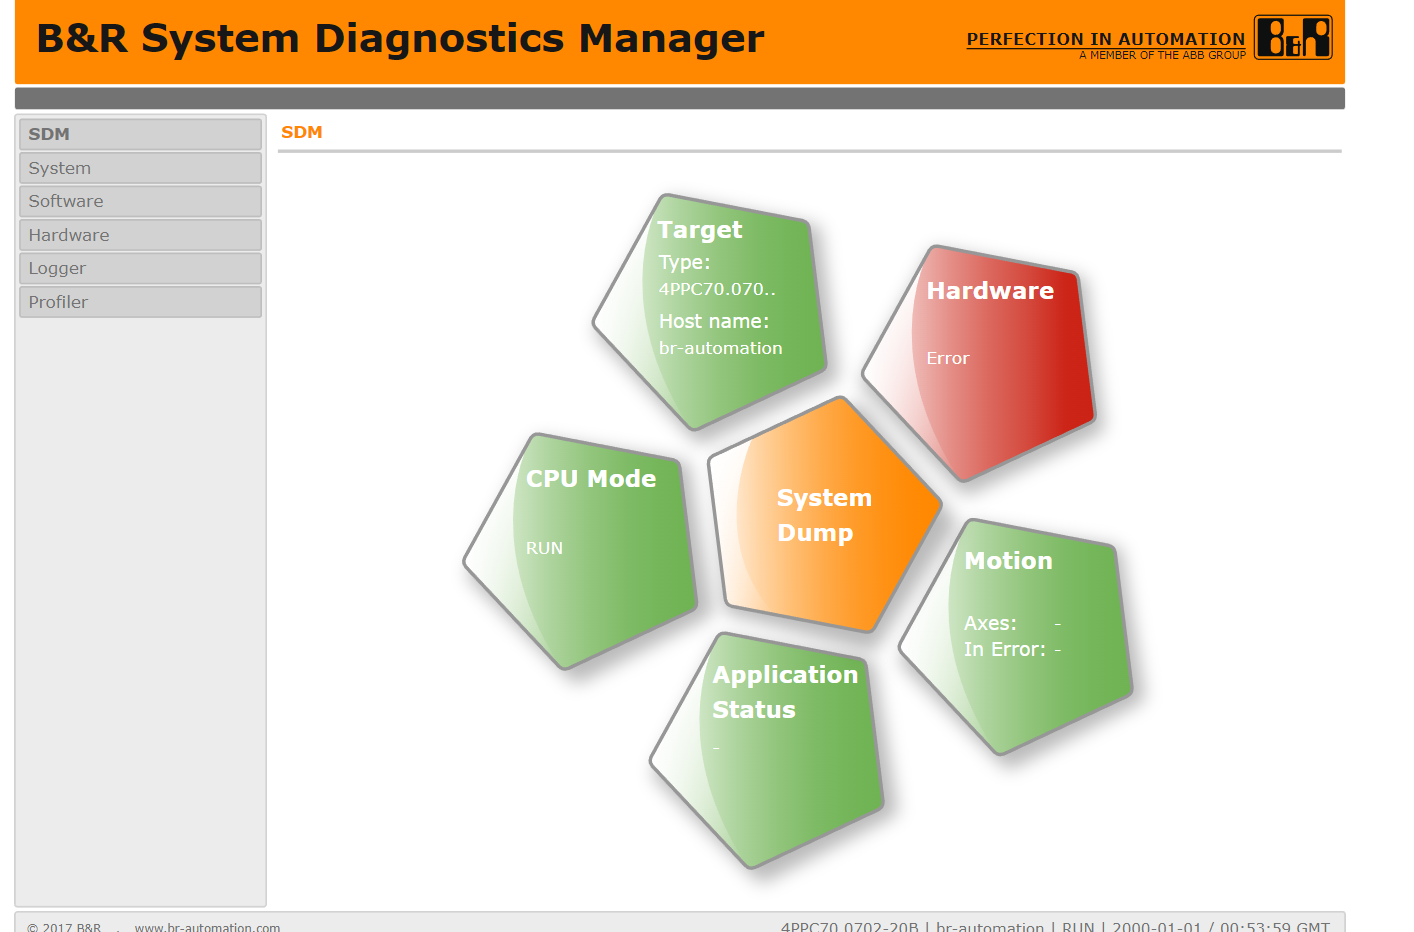 B&R System Diagnostics Manager
PERFECTION IN AUTOMATION
A MEMBER OF THE ABB GROUP
B&R
SDM
System
Software
Hardware
Logger
Profiler
SDM
Target
Type:
4PPC70.070..
Host name:
br-automation
Hardware
Error
CPU Mode
RUN
System
Dump
Motion
Axes: -
In Error: -
Application
Status
-
© 2017 B&R . www.br-automation.com
4PPC70.0702-20B | br-automation | RUN | 2000-01-01 / 00:53:59 GMT